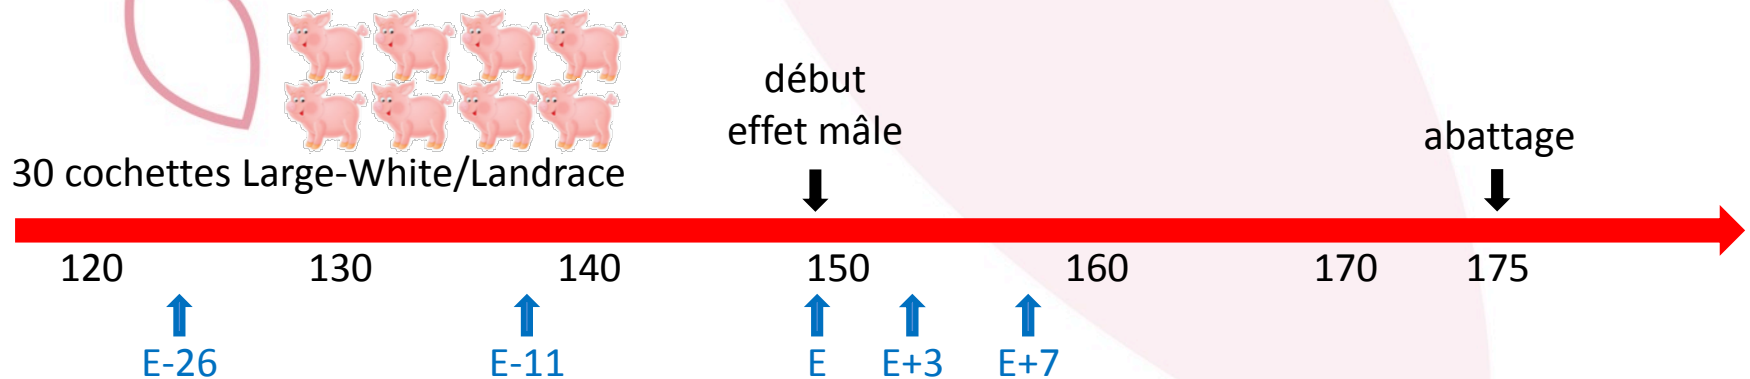 début
effet mâle
abattage
30 cochettes Large-White/Landrace
120 130 140 150 160 170 175
E-26 E-11 E E+3 E+7